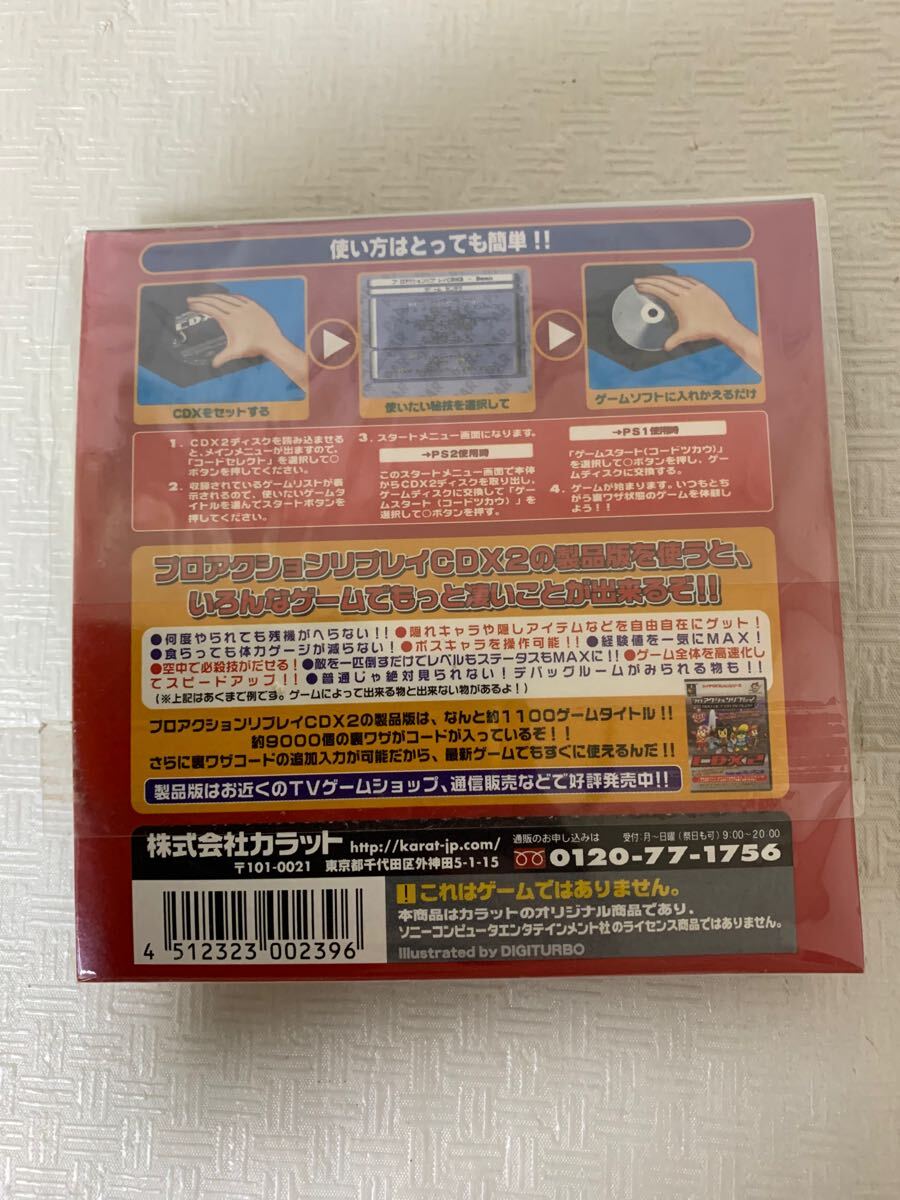 使い方はとっても簡単!!
CDX
CDXをセットする
使いたい秘技を選択して
ゲームソフトに入れかえるだけ
1. CDX2ディスクを読み込ませると、メインメニューが出ますので、「コードセレクト」を選択して○ボタンを押してください。
2. 収録されているゲームリストが表示されるので、使いたいゲームタイトルを選んでスタートボタンを押してください。
3. スタートメニュー画面になります。
→PS2使用時
このスタートメニュー画面で本体からCDX2ディスクを取り出し、ゲームディスクに交換して「ゲームスタート(コードツカウ)」を選択して○ボタンを押す。
→PS1使用時
「ゲームスタート(コードツカウ)」を選択して○ボタンを押し、ゲームディスクに交換する。
4. ゲームが始まります。いつもとちがう裏ワザ状態のゲームを体験しよう!!
プロアクションリプレイCDX2の製品版を使うと、
いろんなゲームでもっと凄いことが出来るぞ!!
●何度やられても残機がへらない!!●隠れキャラや隠しアイテムなどを自由自在にゲット!
●食らっても体力ゲージが減らない!●ボスキャラを操作可能!!●経験値を一気にMAX!
●空中で必殺技がだせる!●敵を一匹倒すだけでレベルもステータスもMAXに!!●ゲーム全体を高速化し
てスピードアップ!!●普通じゃ絶対見られない!デバッグルームがみられる物も!!
(※上記はあくまで例です。ゲームによって出来る物と出来ない物があるよ!)
プロアクションリプレイCDX2の製品版は、なんと約1100ゲームタイトル!!
約9000個の裏ワザがコードが入っているぞ!!
さらに裏ワザコードの追加入力が可能だから、最新ゲームでもすぐに使えるんだ!!
プロアクションリプレイ
CDX2
製品版はお近くのTVゲームショップ、通信販売などで好評発売中!!
株式会社カラット http://karat-jp.com/
〒101-0021 東京都千代田区外神田5-1-15
通販のお申し込みは 受付:月~日曜(祭日も可)9:00~20:00
0120-77-1756
!これはゲームではありません。
本商品はカラットのオリジナル商品であり、
ソニーコンピュータエンタテインメント社のライセンス商品ではありません。
Illustrated by DIGITURBO
4 512323 002396